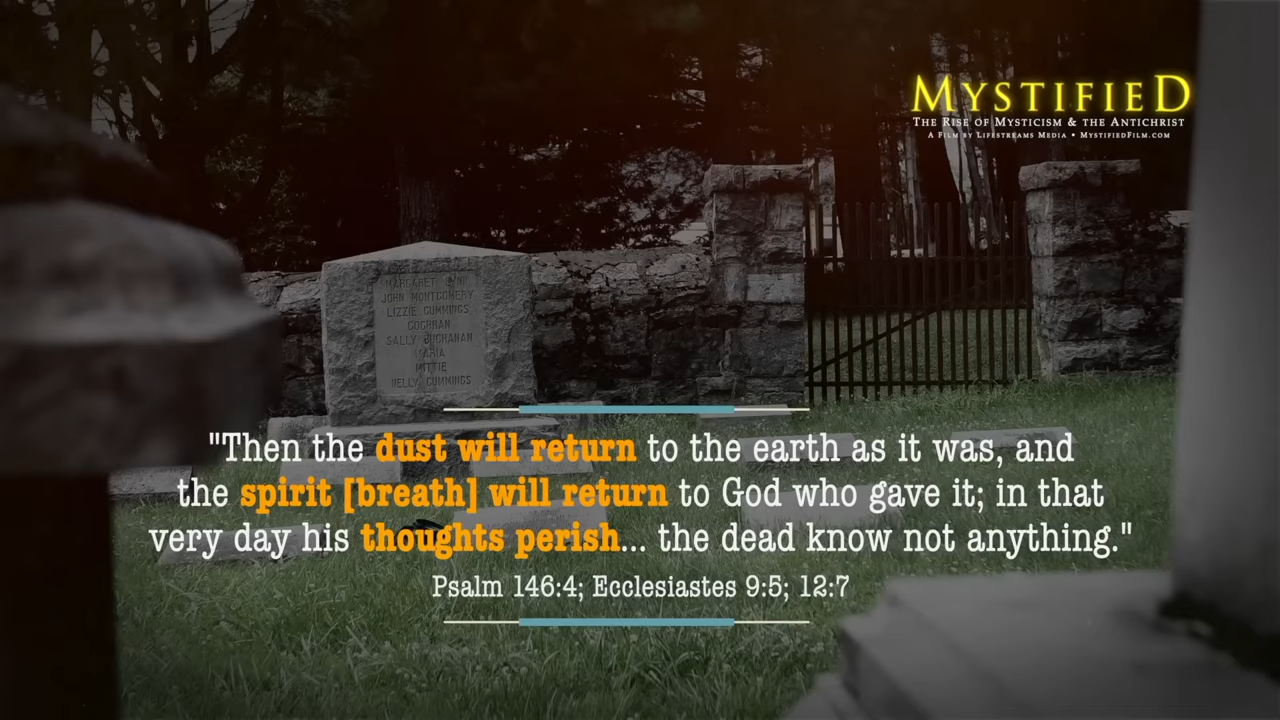 MYSTIFIED
THE RISE OF MYSTICISM & THE ANTICHRIST
A FILM BY LIFESTREAMS MEDIA • MYSTIFIEDFILM.COM
MARGARET
JOHN MONTGOMERY
LIZZIE CUMMINGS
COCHRAN
SALLY BUCHANAN
MARIA
MITTIE
NELLY CUMMINGS
"Then the dust will return to the earth as it was, and
the spirit [breath] will return to God who gave it; in that
very day his thoughts perish... the dead know not anything."
Psalm 146:4; Ecclesiastes 9:5; 12:7